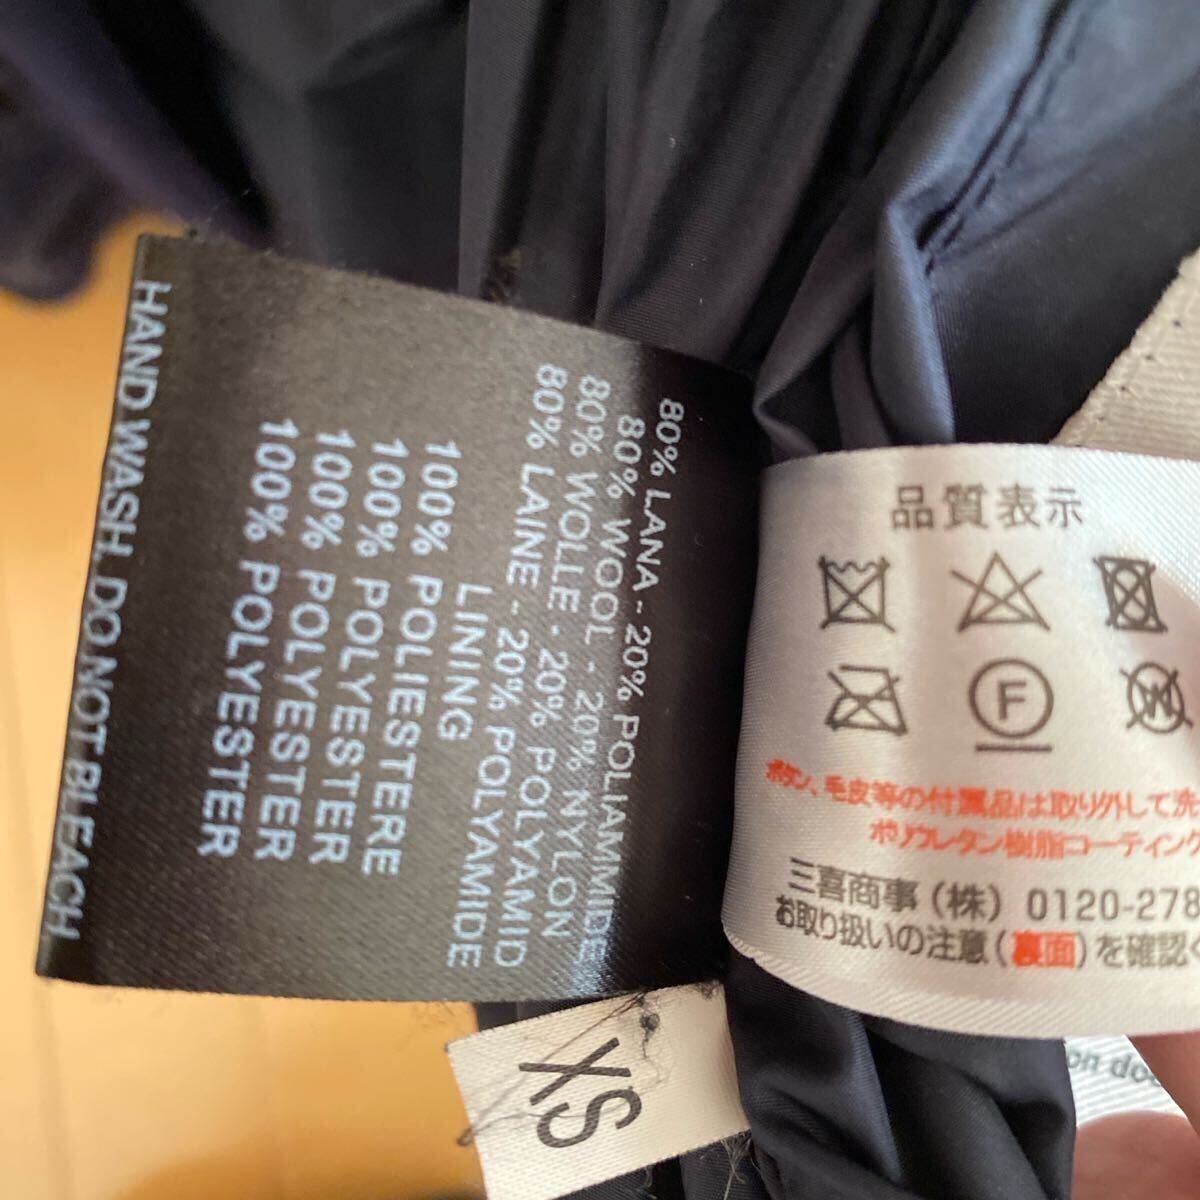 80% LANA - 20% POLIAMMIDE
80% WOOL - 20% NYLON
80% WOLLE - 20% POLYAMID
80% LAINE - 20% POLYAMIDE
LINING
100% POLIESTERE
100% POLYESTER
100% POLYESTER
100% POLYESTER
HAND WASH. DO NOT BLEACH
品質表示
F
W
ボタン、毛皮等の付属品は取り外して洗
ポリウレタン樹脂コーティング
三喜商事(株) 0120-278
お取り扱いの注意(裏面)を確認く
XS
on doe